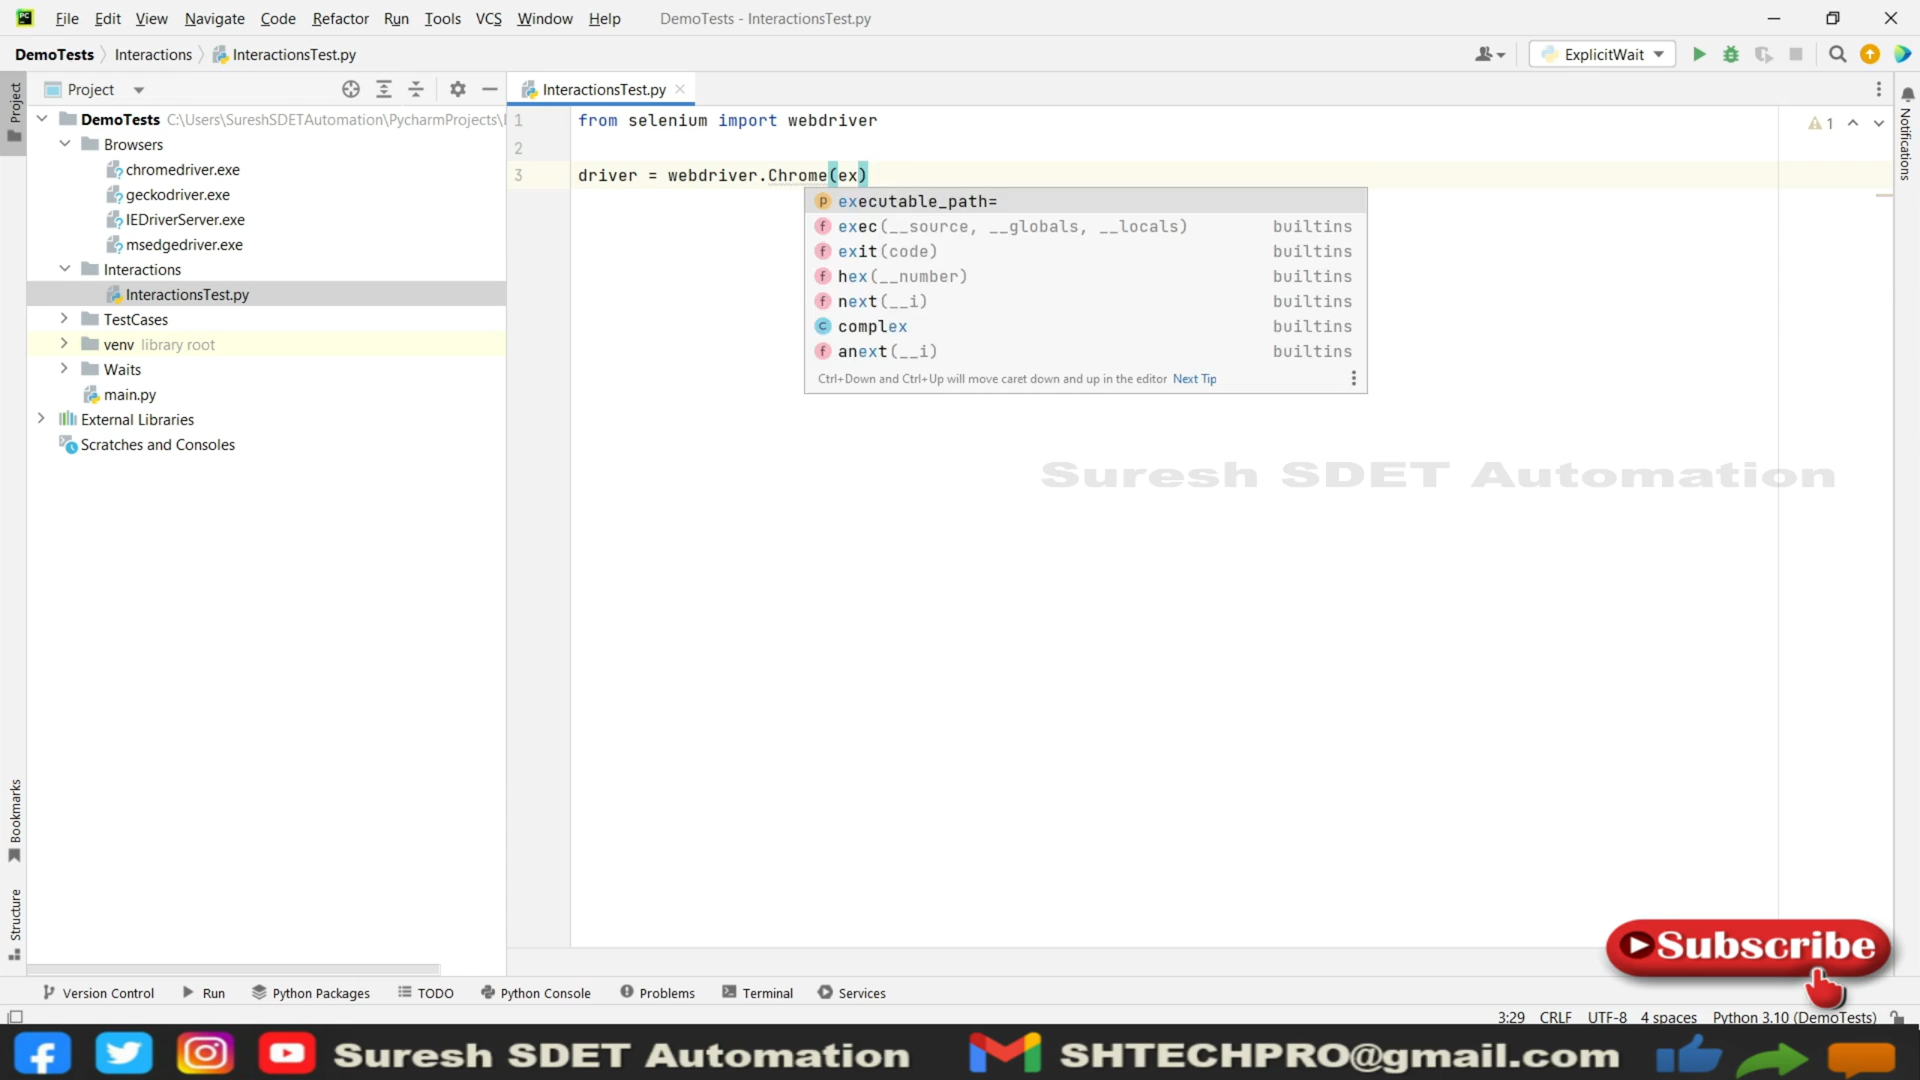 File Edit View Navigate Code Refactor Run Tools VCS Window Help DemoTests - InteractionsTest.py
DemoTests Interactions InteractionsTest.py ExplicitWait
Project
InteractionsTest.py
Project
Notifications
Bookmarks
Structure
DemoTests C:\Users\SureshSDETAutomation\PycharmProjects\
Browsers
chromedriver.exe
geckodriver.exe
IEDriverServer.exe
msedgedriver.exe
Interactions
InteractionsTest.py
TestCases
venv library root
Waits
main.py
External Libraries
Scratches and Consoles
1 from selenium import webdriver
2
3 driver = webdriver.Chrome(ex)
1
p executable_path=
f exec(__source, __globals, __locals) builtins
f exit(code) builtins
f hex(__number) builtins
f next(__i) builtins
c complex builtins
f anext(__i) builtins
Ctrl+Down and Ctrl+Up will move caret down and up in the editor Next Tip
Suresh SDET Automation
Subscribe
Version Control Run Python Packages TODO Python Console Problems Terminal Services
3:29 CRLF UTF-8 4 spaces Python 3.10 (DemoTests)
Suresh SDET Automation SHTECHPRO@gmail.com